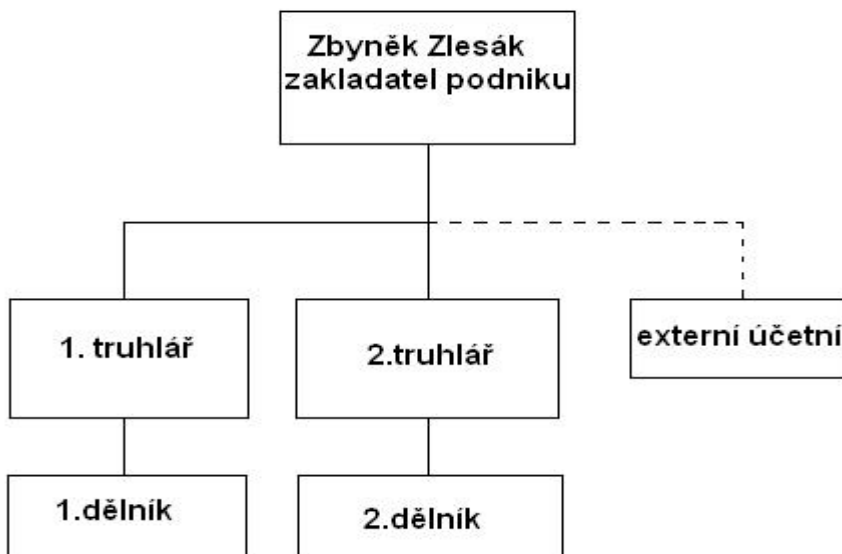 Zbyněk Zlesák
zakladatel podniku
1. truhlář
2.truhlář
externí účetní
1.dělník
2.dělník